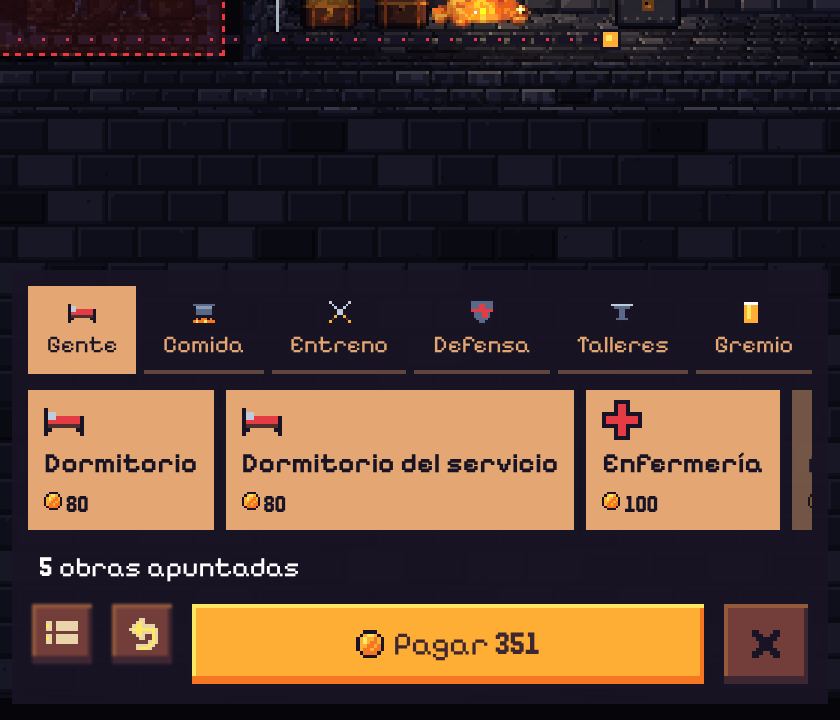 Gente Comida Entreno Defensa Talleres Gremio
Dormitorio Dormitorio del servicio Enfermería
80 80 100
5 obras apuntadas
Pagar 351